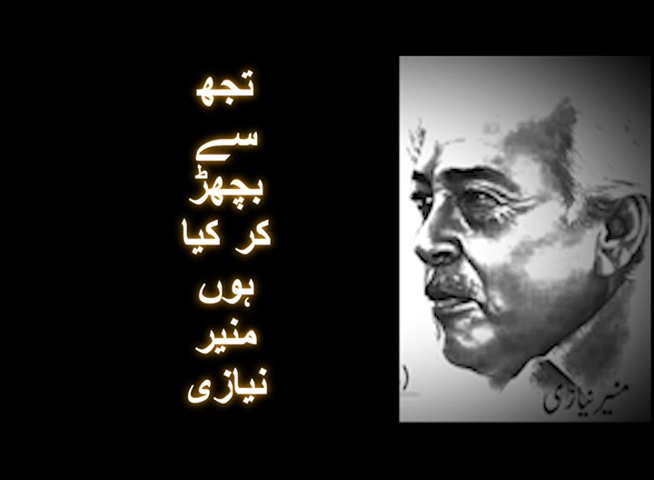 تجھ
سے
بچھڑ
کر کیا
ہوں
منیر
نیازی
منیر نیازی
)